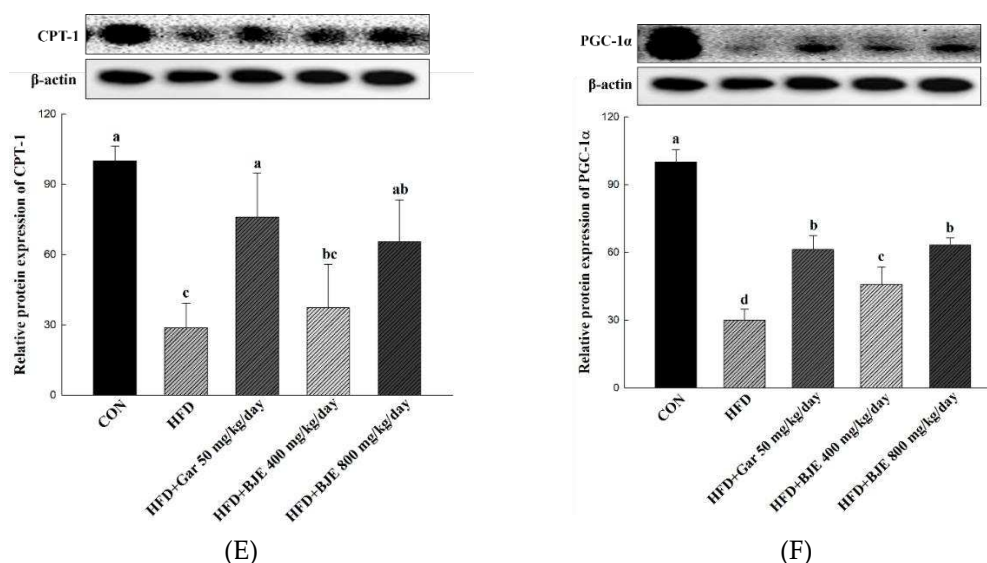 CPT-1
β-actin
Relative protein expression of CPT-1
120
90
60
30
0
a
c
a
bc
ab
CON
HFD
HFD+Gar 50 mg/kg/day
HFD+BJE 400 mg/kg/day
HFD+BJE 800 mg/kg/day
(E)
PGC-1α
β-actin
Relative protein expression of PGC-1α
120
90
60
30
0
a
d
b
c
b
CON
HFD
HFD+Gar 50 mg/kg/day
HFD+BJE 400 mg/kg/day
HFD+BJE 800 mg/kg/day
(F)